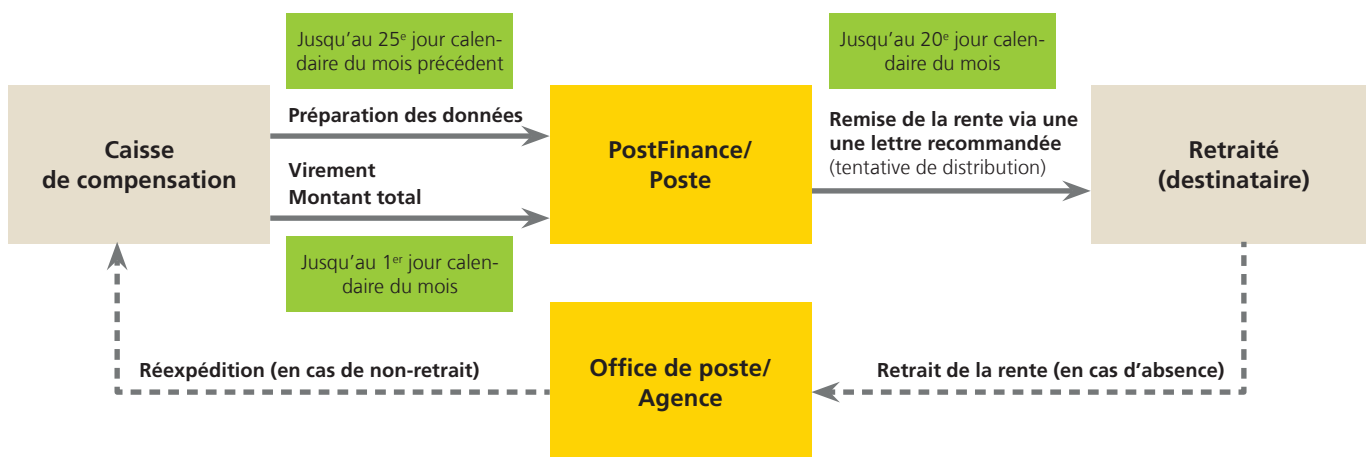 Jusqu'au 25e jour calen-
daire du mois précédent
Jusqu'au 20e jour calen-
daire du mois
Caisse
de compensation
Préparation des données
Virement
Montant total
PostFinance/
Poste
Remise de la rente via une
une lettre recommandée
(tentative de distribution)
Retraité
(destinataire)
Jusqu'au 1er jour calen-
daire du mois
Réexpédition (en cas de non-retrait)
Office de poste/
Agence
Retrait de la rente (en cas d'absence)